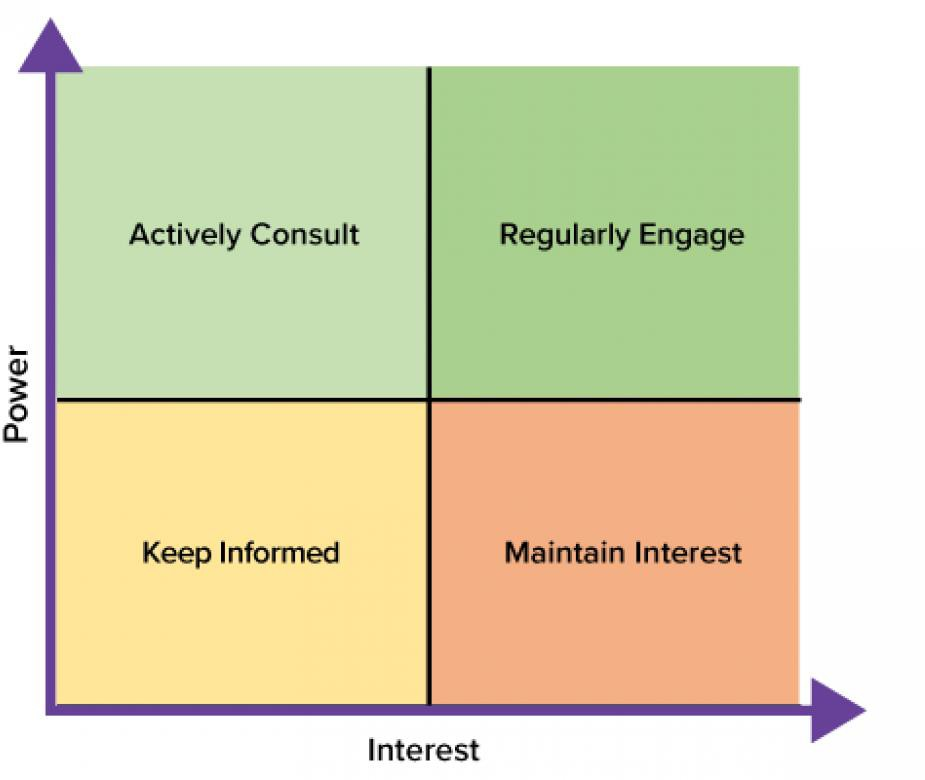 Actively Consult
Regularly Engage
Power
Keep Informed
Maintain Interest
Interest